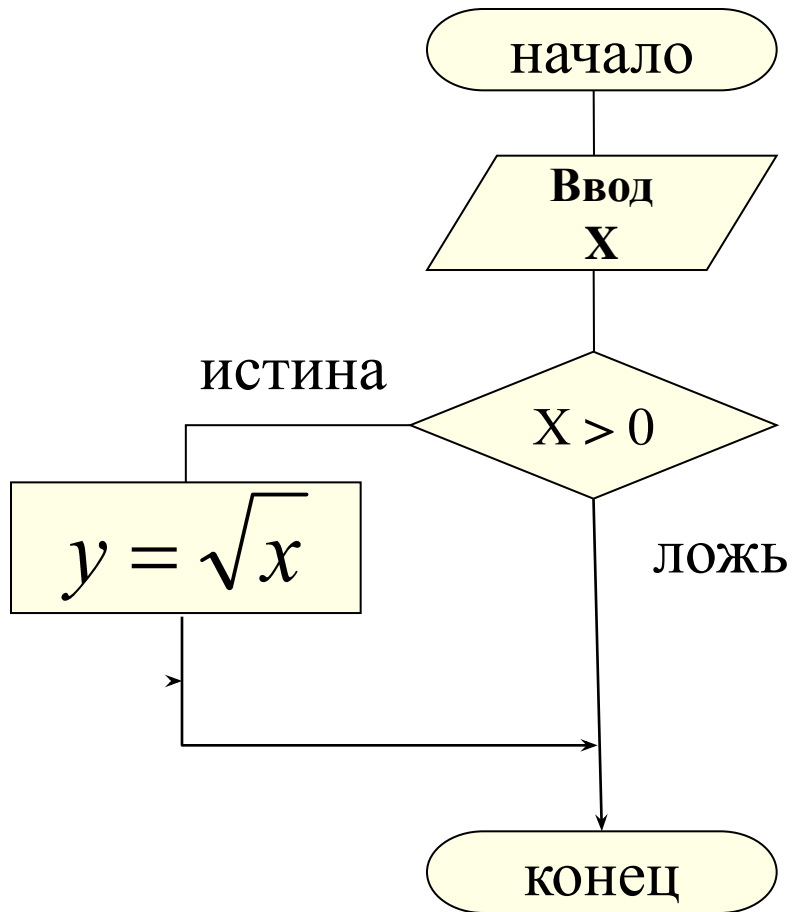 начало
Ввод
X
истина
X > 0
y = √x
ложь
конец